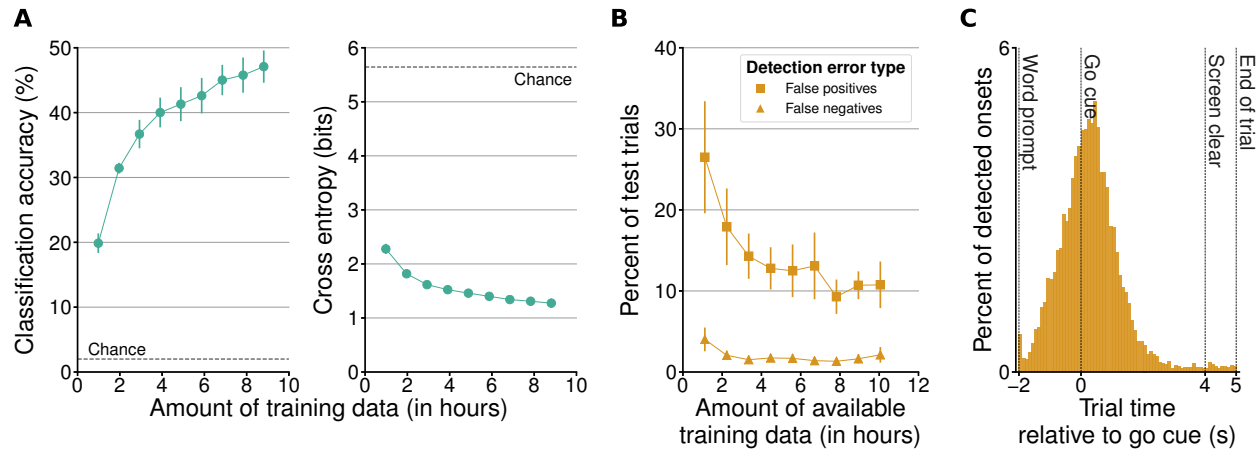 A
Classification accuracy (%)
50
40
30
20
10
0
Chance
0
2
4
6
8
10
Cross entropy (bits)
6
5
4
3
2
1
0
Chance
0
2
4
6
8
10
Amount of training data (in hours)
B
Percent of test trials
40
30
20
10
0
Detection error type
False positives
False negatives
0
2
4
6
8
10
12
Amount of available
training data (in hours)
C
Percent of detected onsets
6
0
Word prompt
Go cue
Screen clear
End of trial
−2
0
4
5
Trial time
relative to go cue (s)